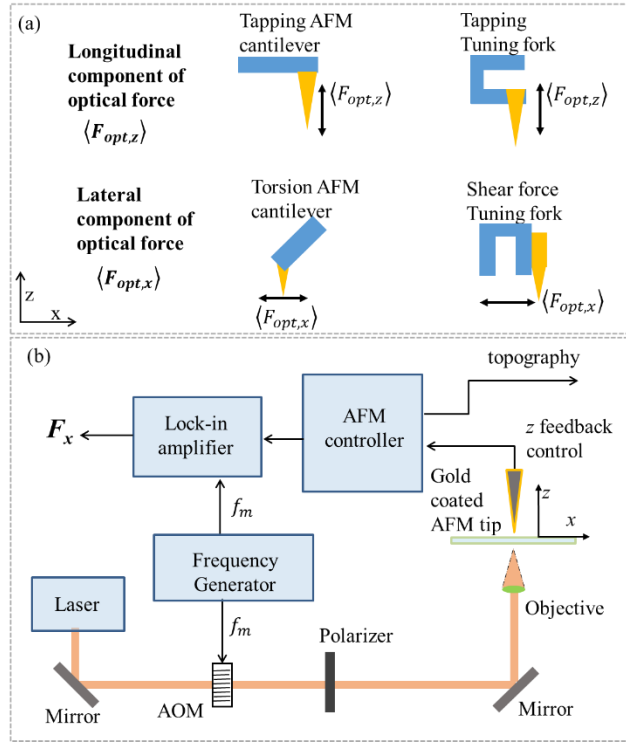 (a)
Longitudinal
component of
optical force
⟨F_opt,z⟩
Tapping AFM
cantilever
⟨F_opt,z⟩
Tapping
Tuning fork
⟨F_opt,z⟩
Lateral
component of
optical force
⟨F_opt,x⟩
Torsion AFM
cantilever
⟨F_opt,x⟩
Shear force
Tuning fork
⟨F_opt,x⟩
z
x
(b)
topography
F_x
Lock-in
amplifier
AFM
controller
z feedback
control
Gold
coated
AFM tip
z
x
f_m
Frequency
Generator
Laser
f_m
Objective
Polarizer
Mirror
AOM
Mirror